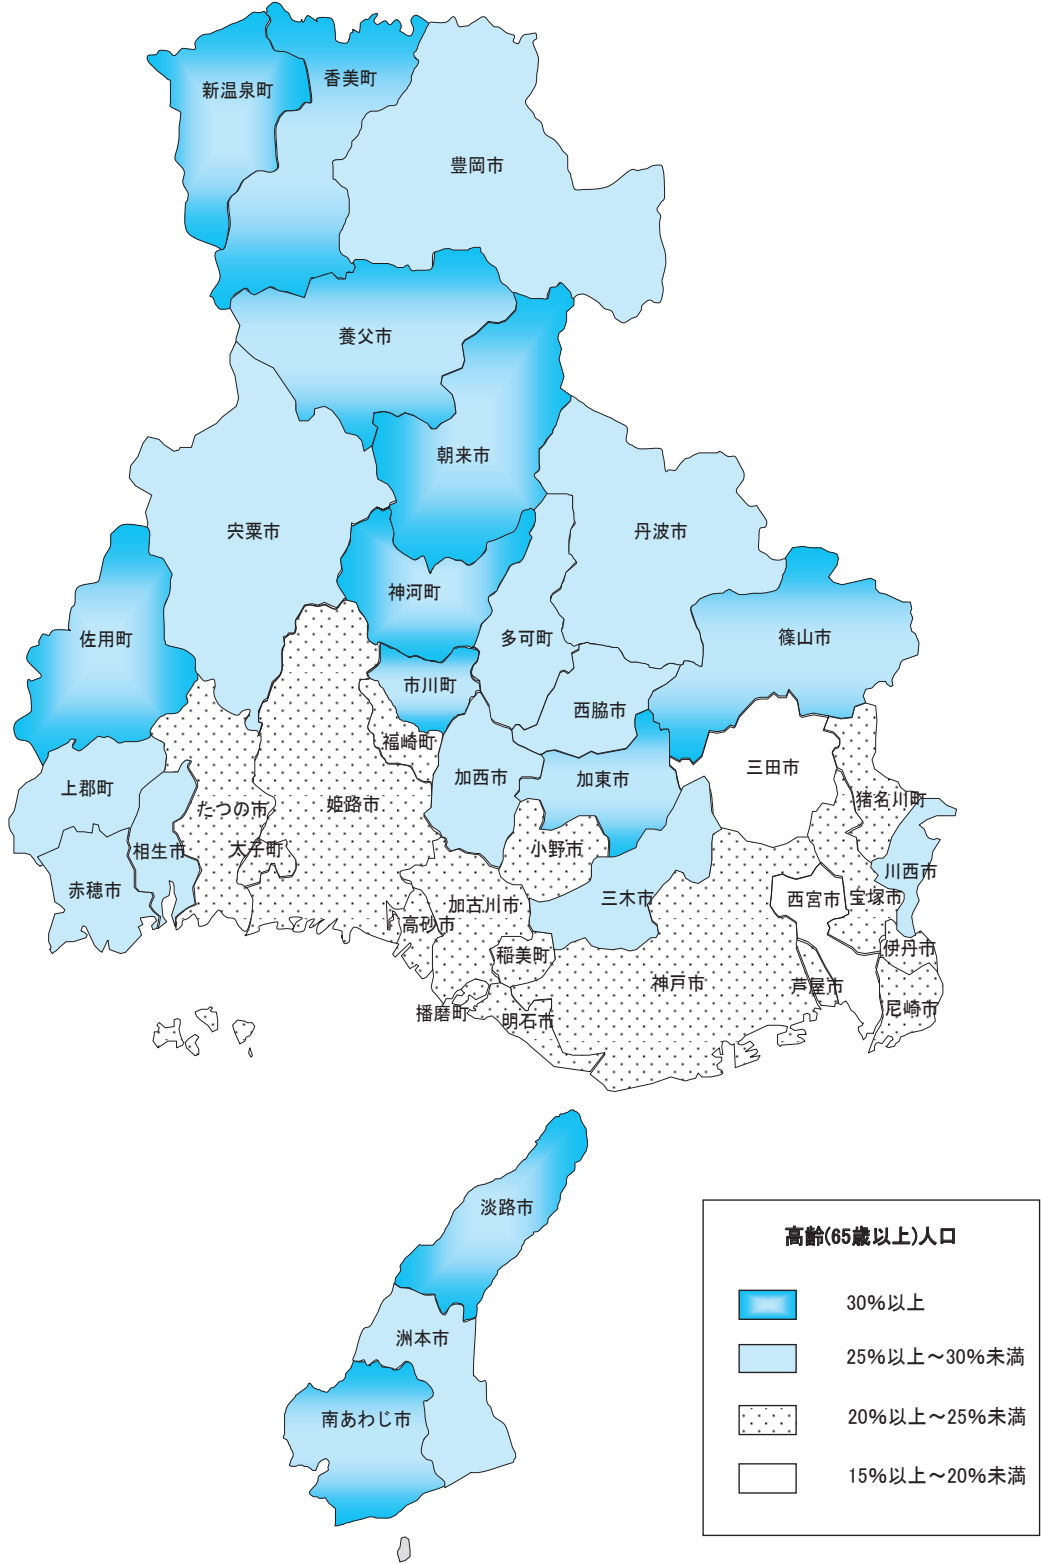 香美町
新温泉町
豊岡市
養父市
朝来市
宍粟市
丹波市
神河町
佐用町
多可町
篠山市
市川町
西脇市
福崎町
加西市
加東市
三田市
上郡町
たつの市
姫路市
猪名川町
相生市
太子町
小野市
赤穂市
三木市
川西市
加古川市
西宮市
宝塚市
高砂市
稲美町
伊丹市
神戸市
芦屋市
播磨町
明石市
尼崎市
淡路市
洲本市
南あわじ市
高齢(65歳以上)人口
30%以上
25%以上～30%未満
20%以上～25%未満
15%以上～20%未満